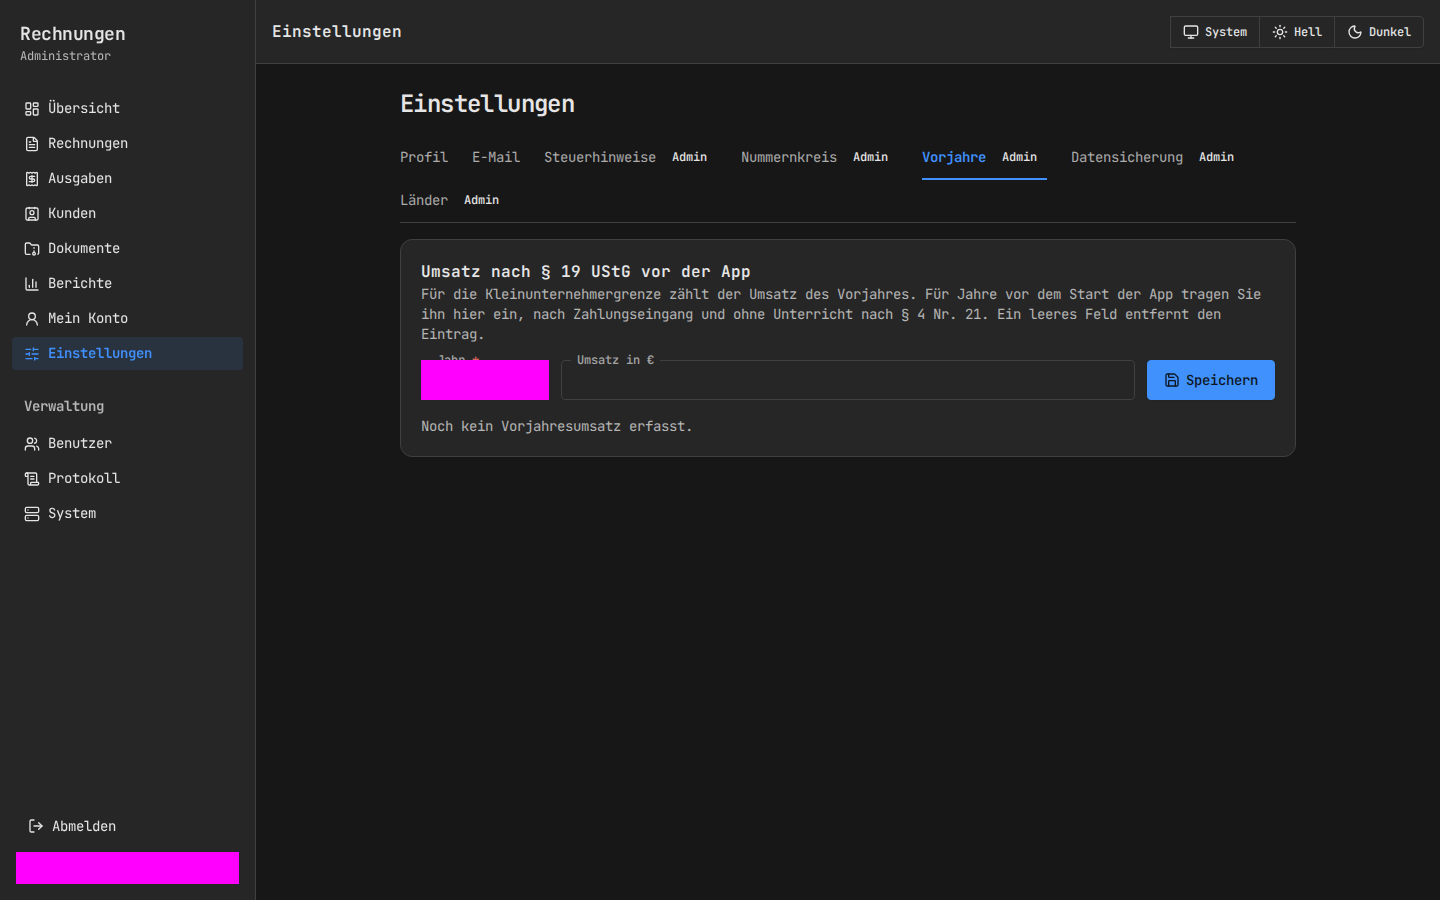 Rechnungen
Administrator
Übersicht
Rechnungen
Ausgaben
Kunden
Dokumente
Berichte
Mein Konto
Einstellungen
Verwaltung
Benutzer
Protokoll
System
Abmelden
Einstellungen
System Hell Dunkel
Einstellungen
Profil E-Mail Steuerhinweise Admin Nummernkreis Admin Vorjahre Admin Datensicherung Admin
Länder Admin
Umsatz nach § 19 UStG vor der App
Für die Kleinunternehmergrenze zählt der Umsatz des Vorjahres. Für Jahre vor dem Start der App tragen Sie
ihn hier ein, nach Zahlungseingang und ohne Unterricht nach § 4 Nr. 21. Ein leeres Feld entfernt den
Eintrag.
Umsatz in €
Speichern
Noch kein Vorjahresumsatz erfasst.